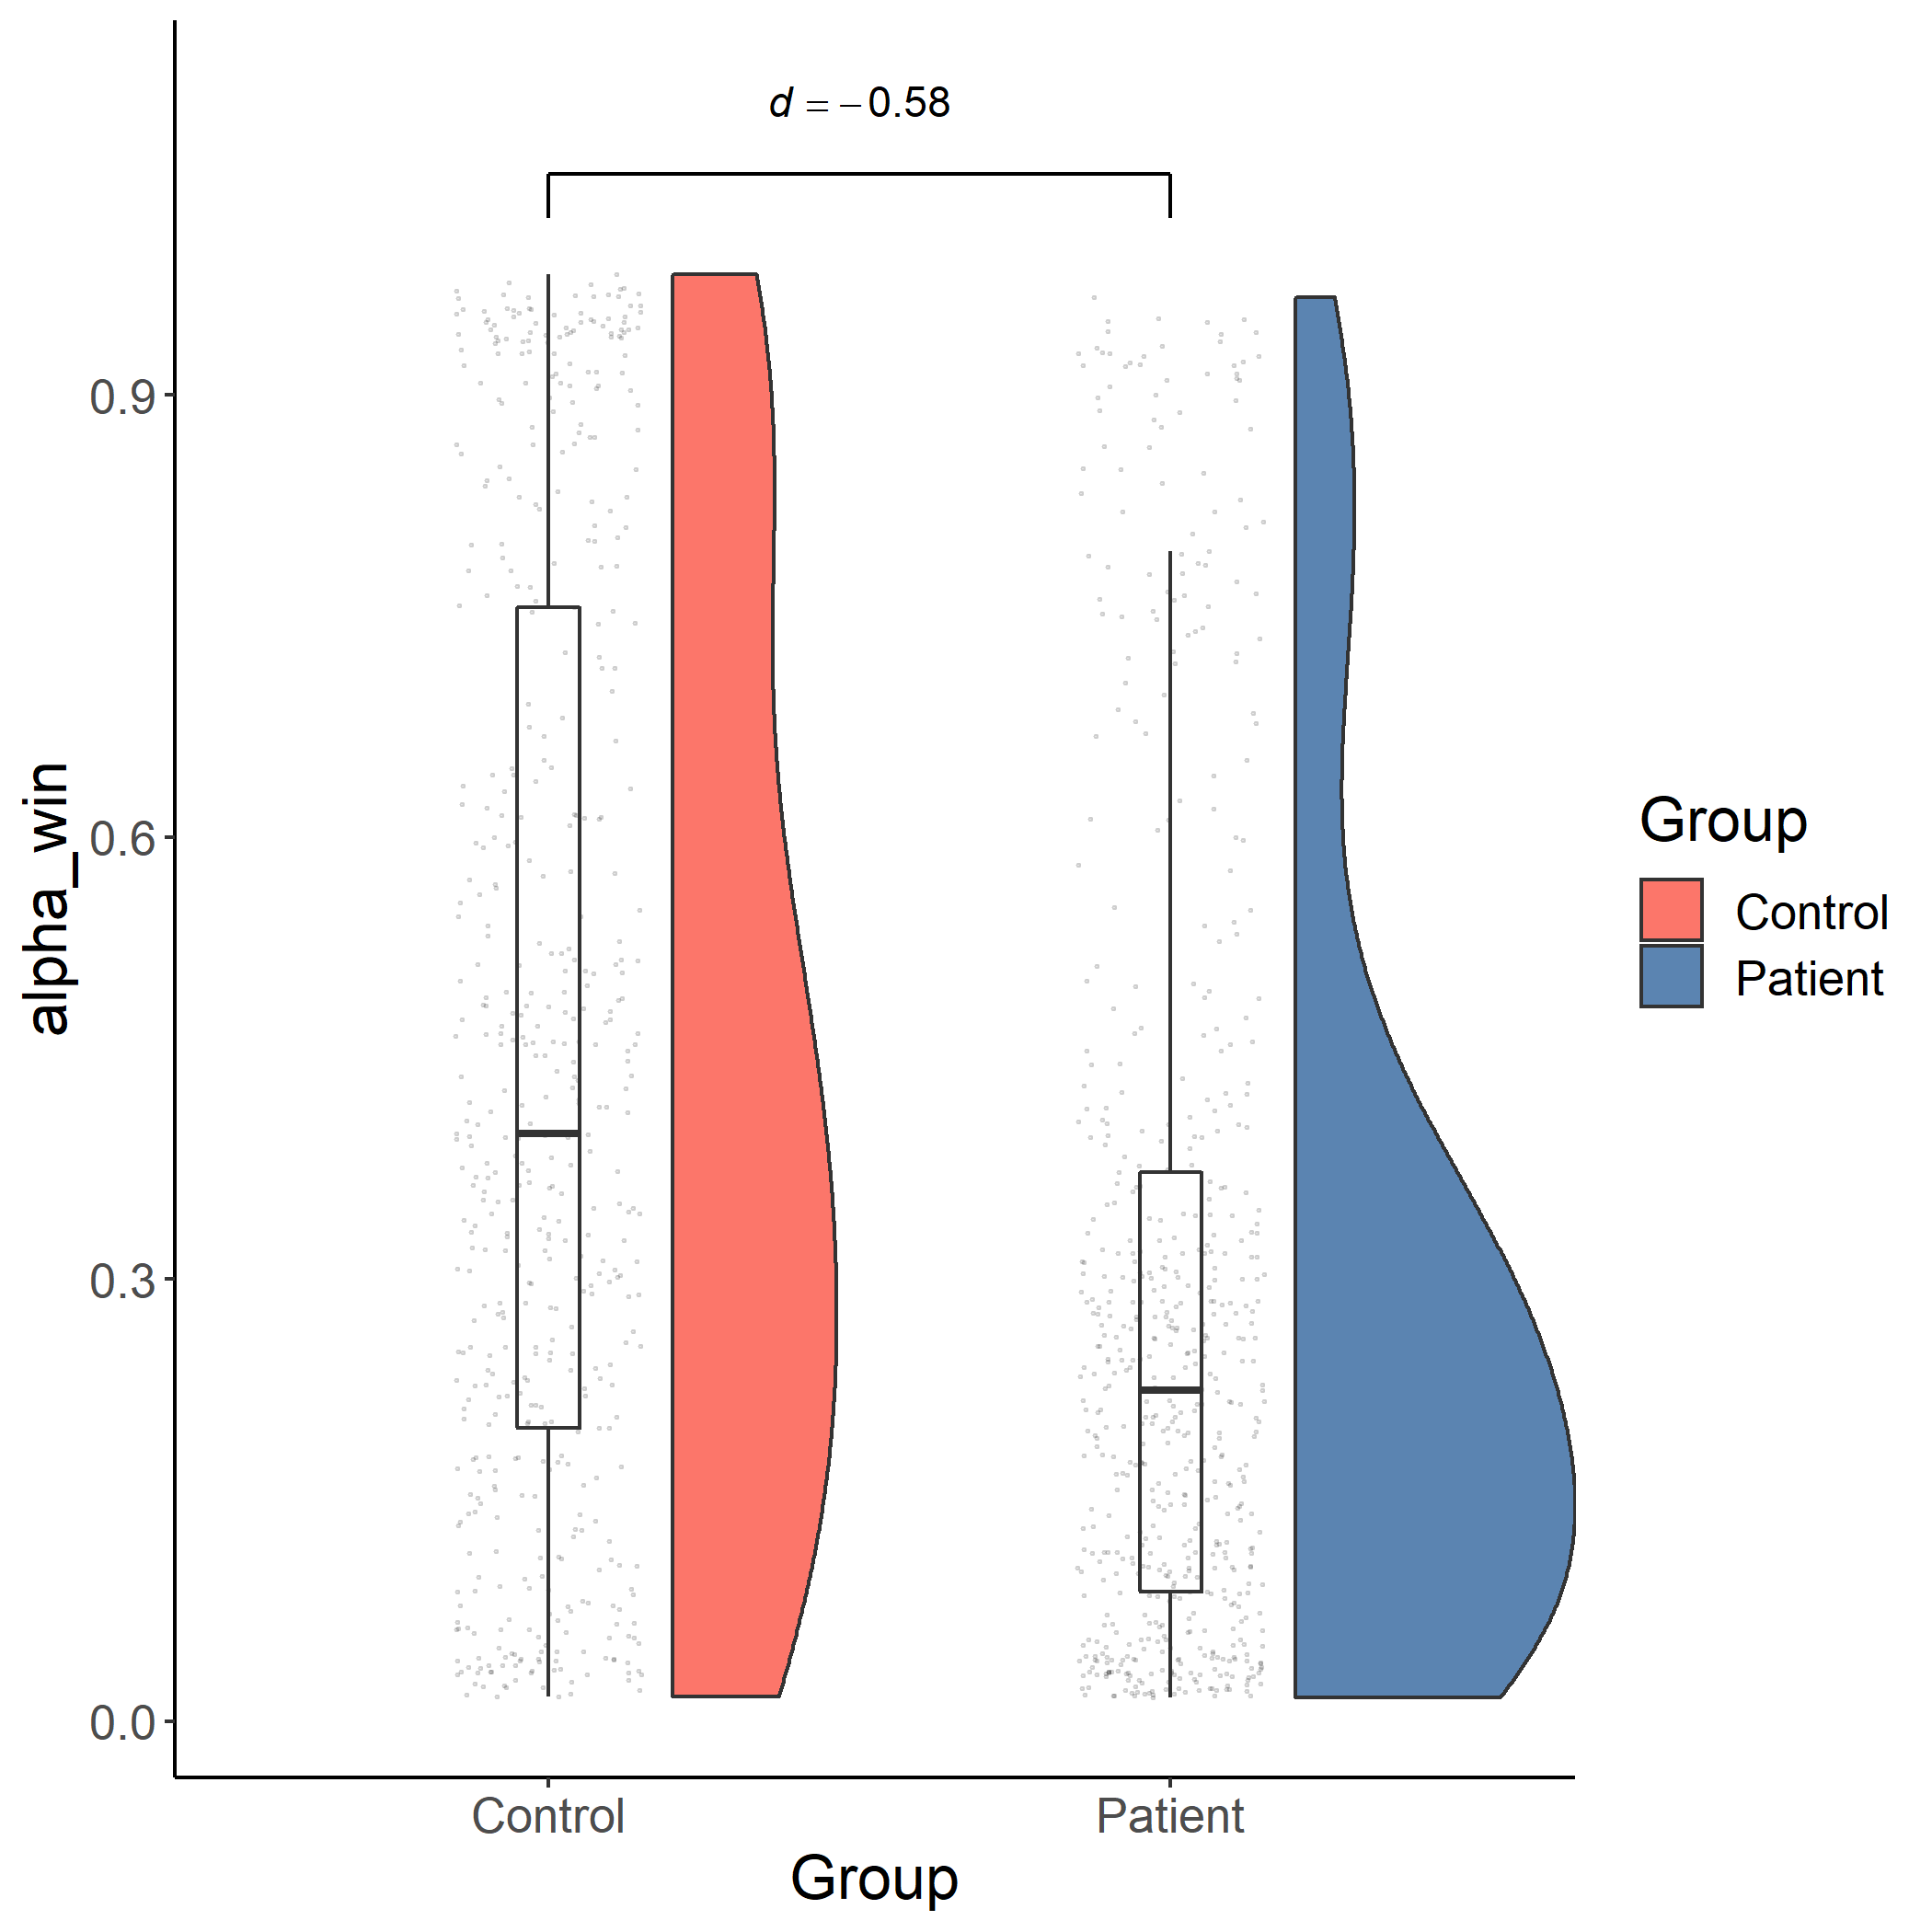 d = −0.58
0.9
0.6
0.3
0.0
alpha_win
Control
Patient
Group
Group
Control
Patient